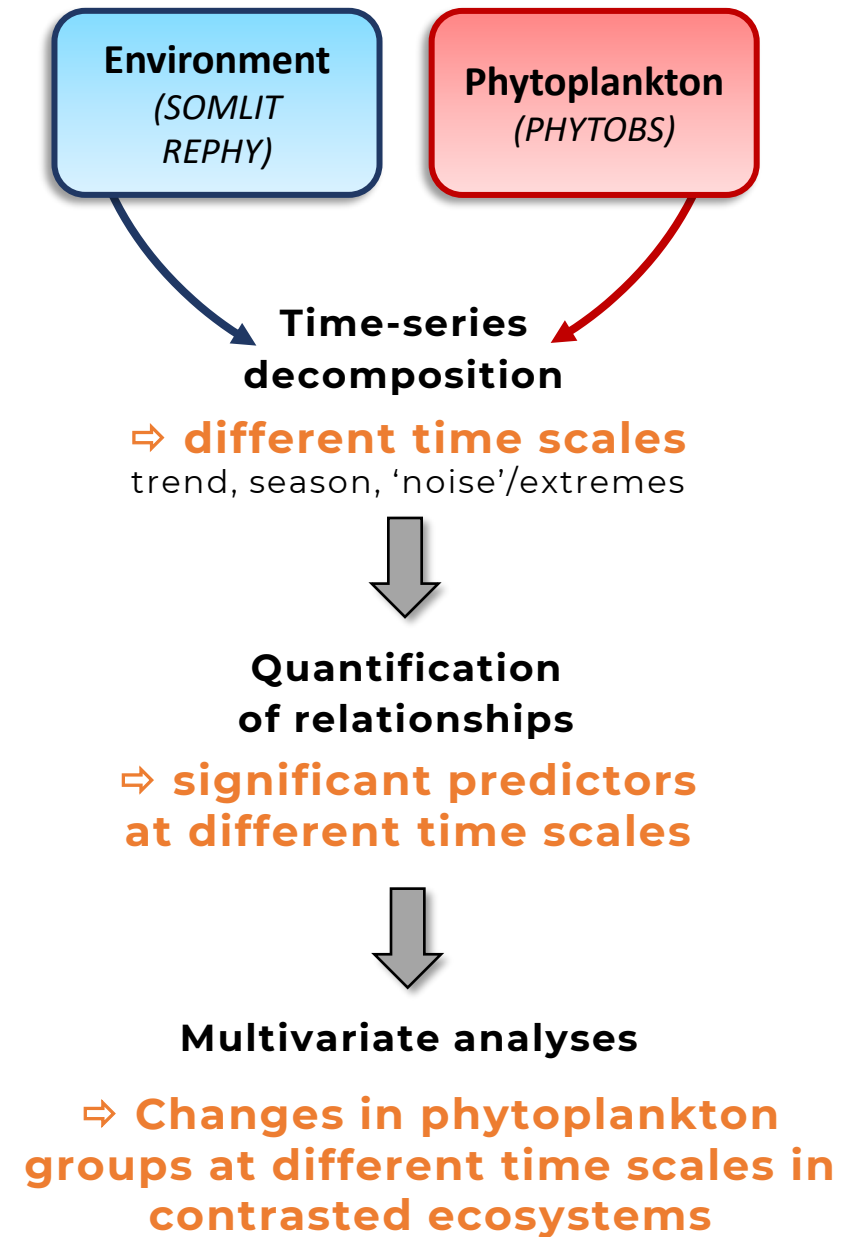 Environment
(SOMLIT
REPHY)
Phytoplankton
(PHYTOBS)
Time-series
decomposition
⇨ different time scales
trend, season, ‘noise’/extremes
Quantification
of relationships
⇨ significant predictors
at different time scales
Multivariate analyses
⇨ Changes in phytoplankton
groups at different time scales in
contrasted ecosystems